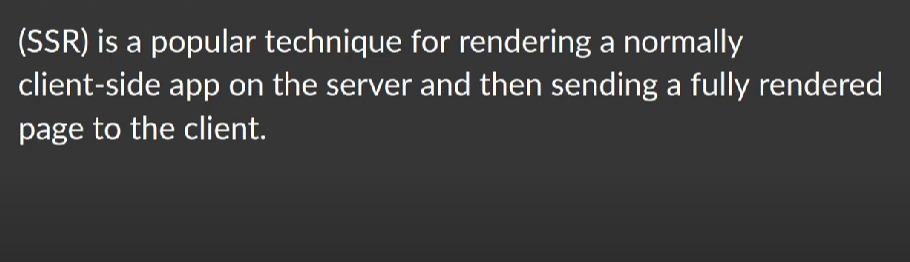 (SSR) is a popular technique for rendering a normally
client-side app on the server and then sending a fully rendered
page to the client.